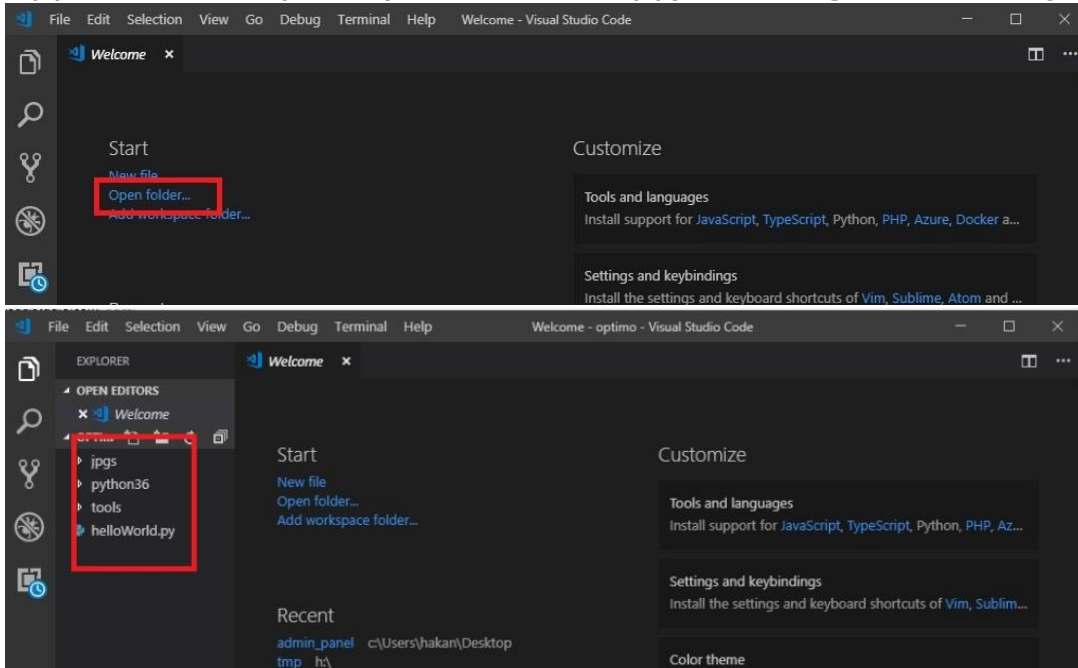 File Edit Selection View Go Debug Terminal Help Welcome - Visual Studio Code
Welcome
Start
New file
Open folder...
Add workspace folder...
Customize
Tools and languages
Install support for JavaScript, TypeScript, Python, PHP, Azure, Docker a...
Settings and keybindings
Install the settings and keyboard shortcuts of Vim, Sublime, Atom and ...
File Edit Selection View Go Debug Terminal Help Welcome - optimo - Visual Studio Code
EXPLORER
OPEN EDITORS
Welcome
jpgs
python36
tools
helloWorld.py
Welcome
Start
New file
Open folder...
Add workspace folder...
Recent
admin_panel c:\Users\hakan\Desktop
tmp h:\
Customize
Tools and languages
Install support for JavaScript, TypeScript, Python, PHP, Az...
Settings and keybindings
Install the settings and keyboard shortcuts of Vim, Sublim...
Color theme